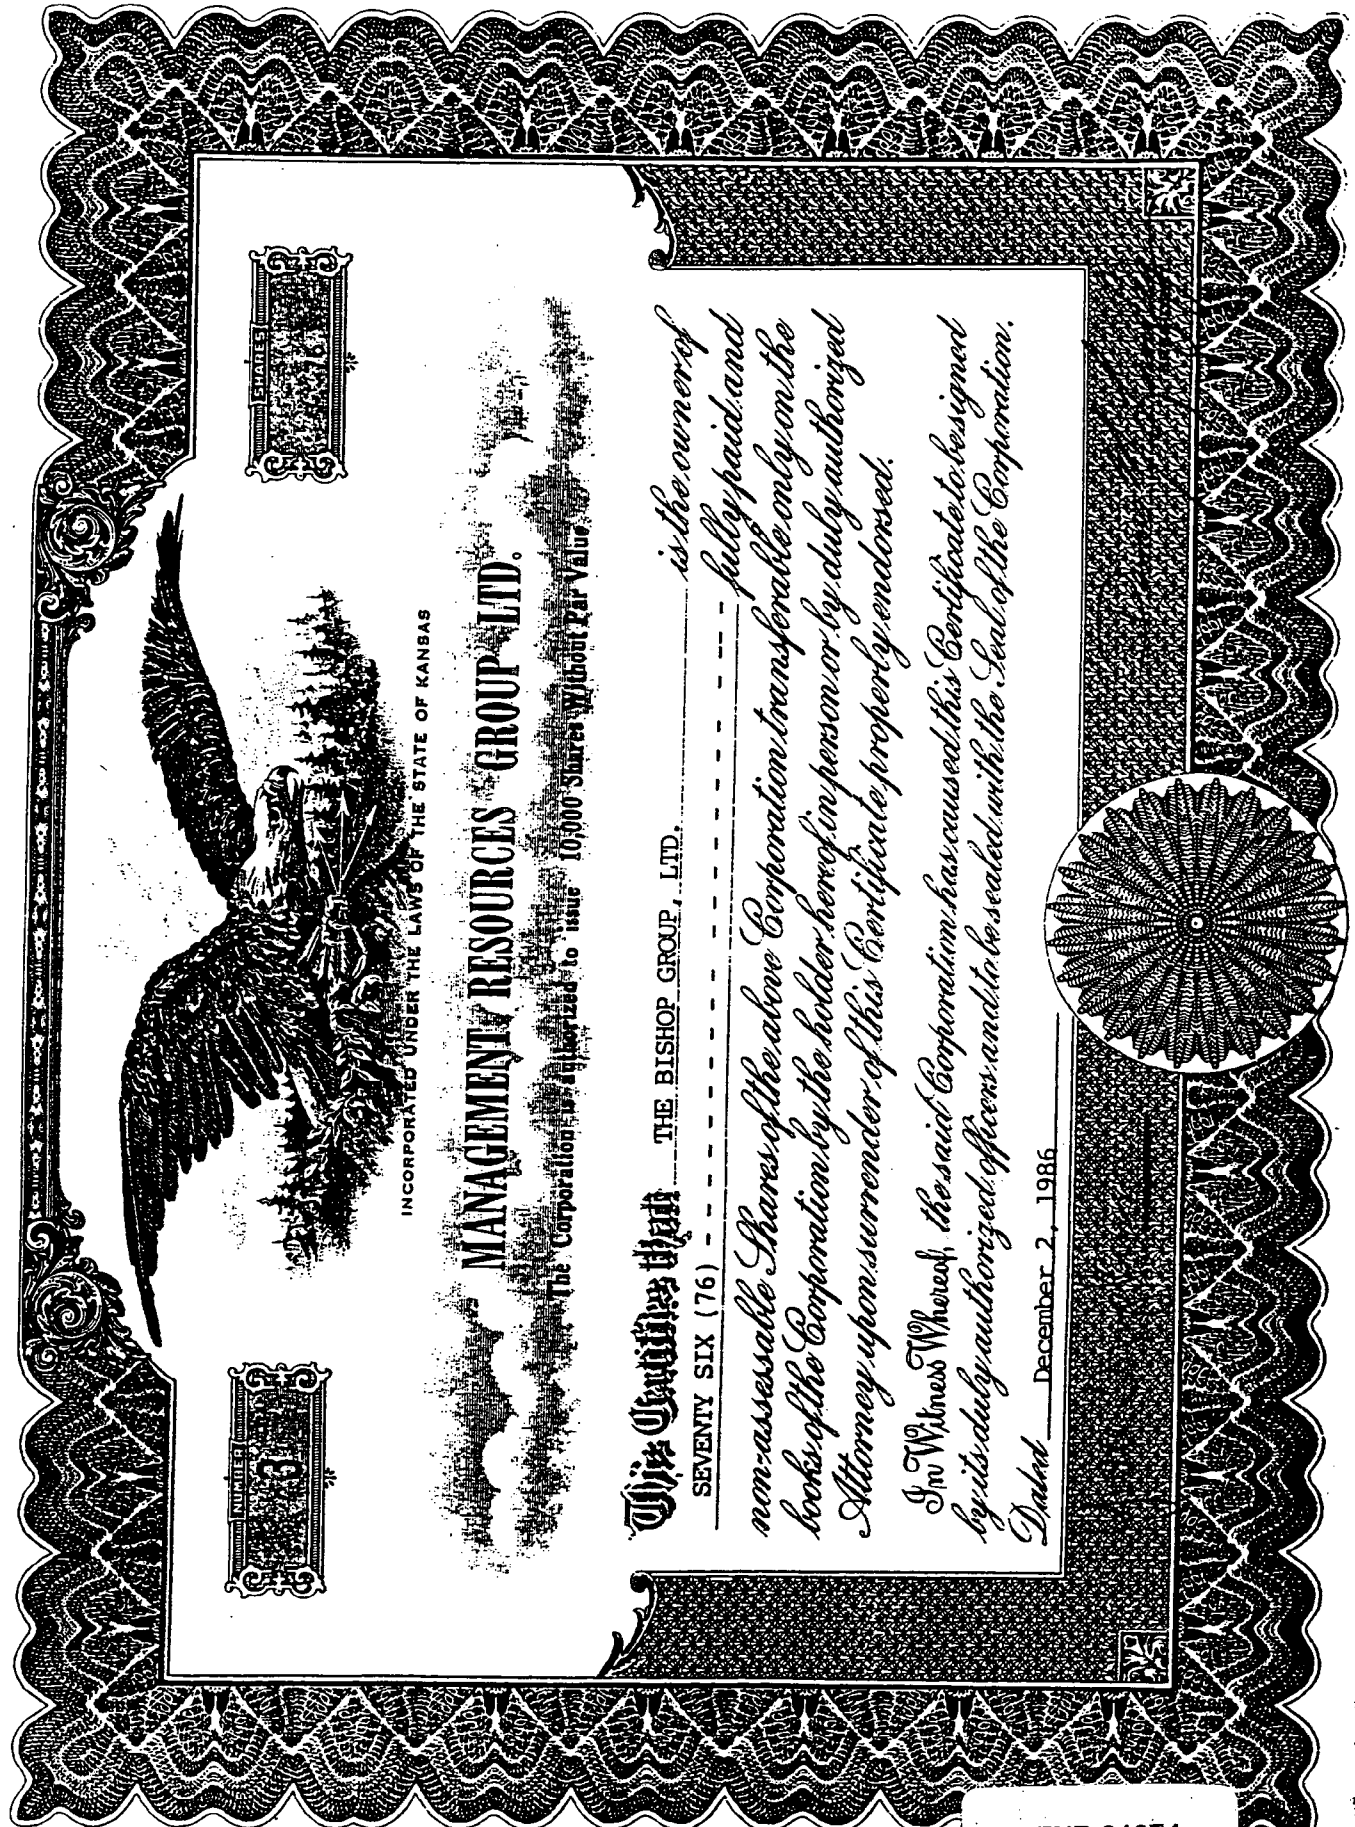 NUMBER
3
SHARES
76
INCORPORATED UNDER THE LAWS OF THE STATE OF KANSAS
MANAGEMENT/RESOURCES GROUP LTD.
The Corporation is authorized to issue 10,000 Shares Without Par Value
This Certifies that THE BISHOP GROUP, LTD. is the owner of
SEVENTY SIX (76) - - - - - - - - - - - - - - - fully paid and
non-assessable Shares of the above Corporation transferable only on the
books of the Corporation by the holder hereof in person or by duly authorized
Attorney upon surrender of this Certificate properly endorsed.
In Witness Whereof, the said Corporation has caused this Certificate to be signed
by its duly authorized officers and to be sealed with the Seal of the Corporation.
Dated December 2, 1986